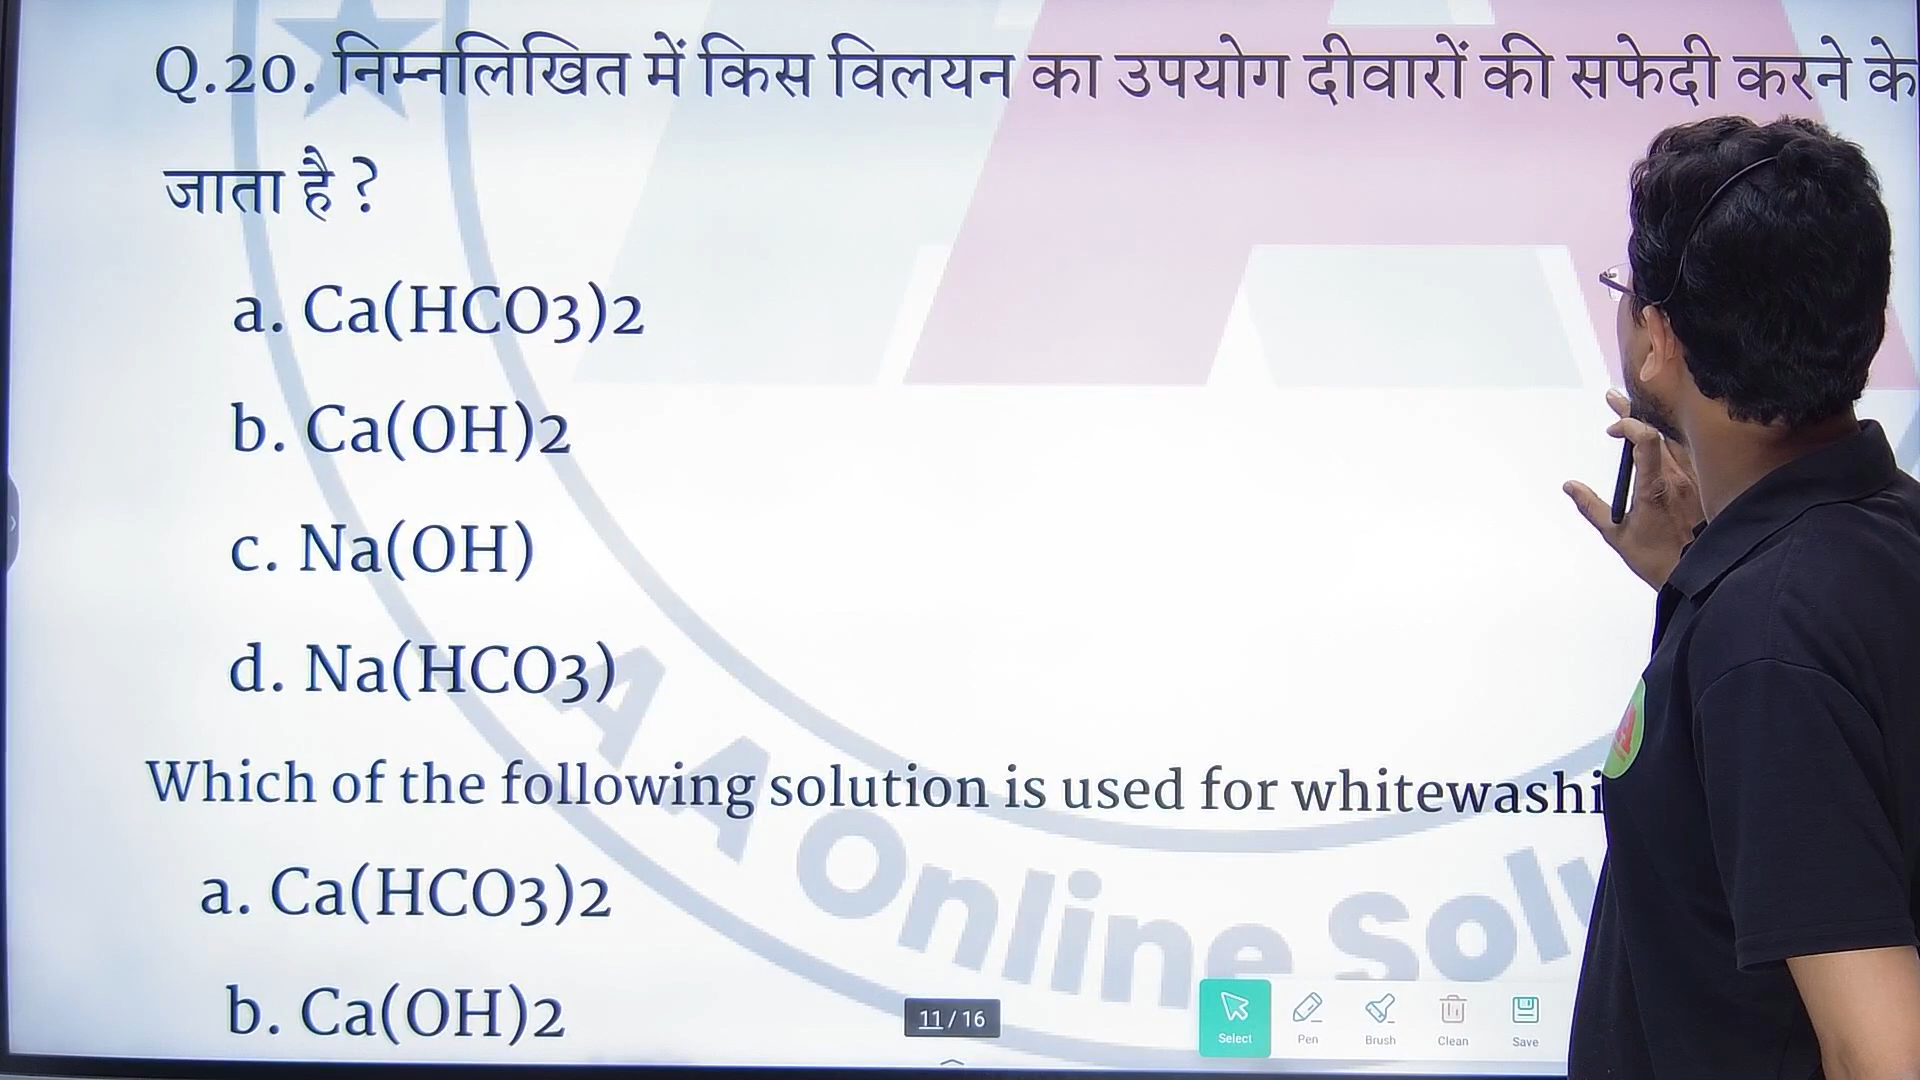 Q.20. निम्नलिखित में किस विलयन का उपयोग दीवारों की सफेदी करने के
जाता है ?
a. Ca(HCO3)2
b. Ca(OH)2
c. Na(OH)
d. Na(HCO3)
Which of the following solution is used for whitewashi
a. Ca(HCO3)2
b. Ca(OH)2
A A Online Solu
11 / 16
Select Pen Brush Clean Save